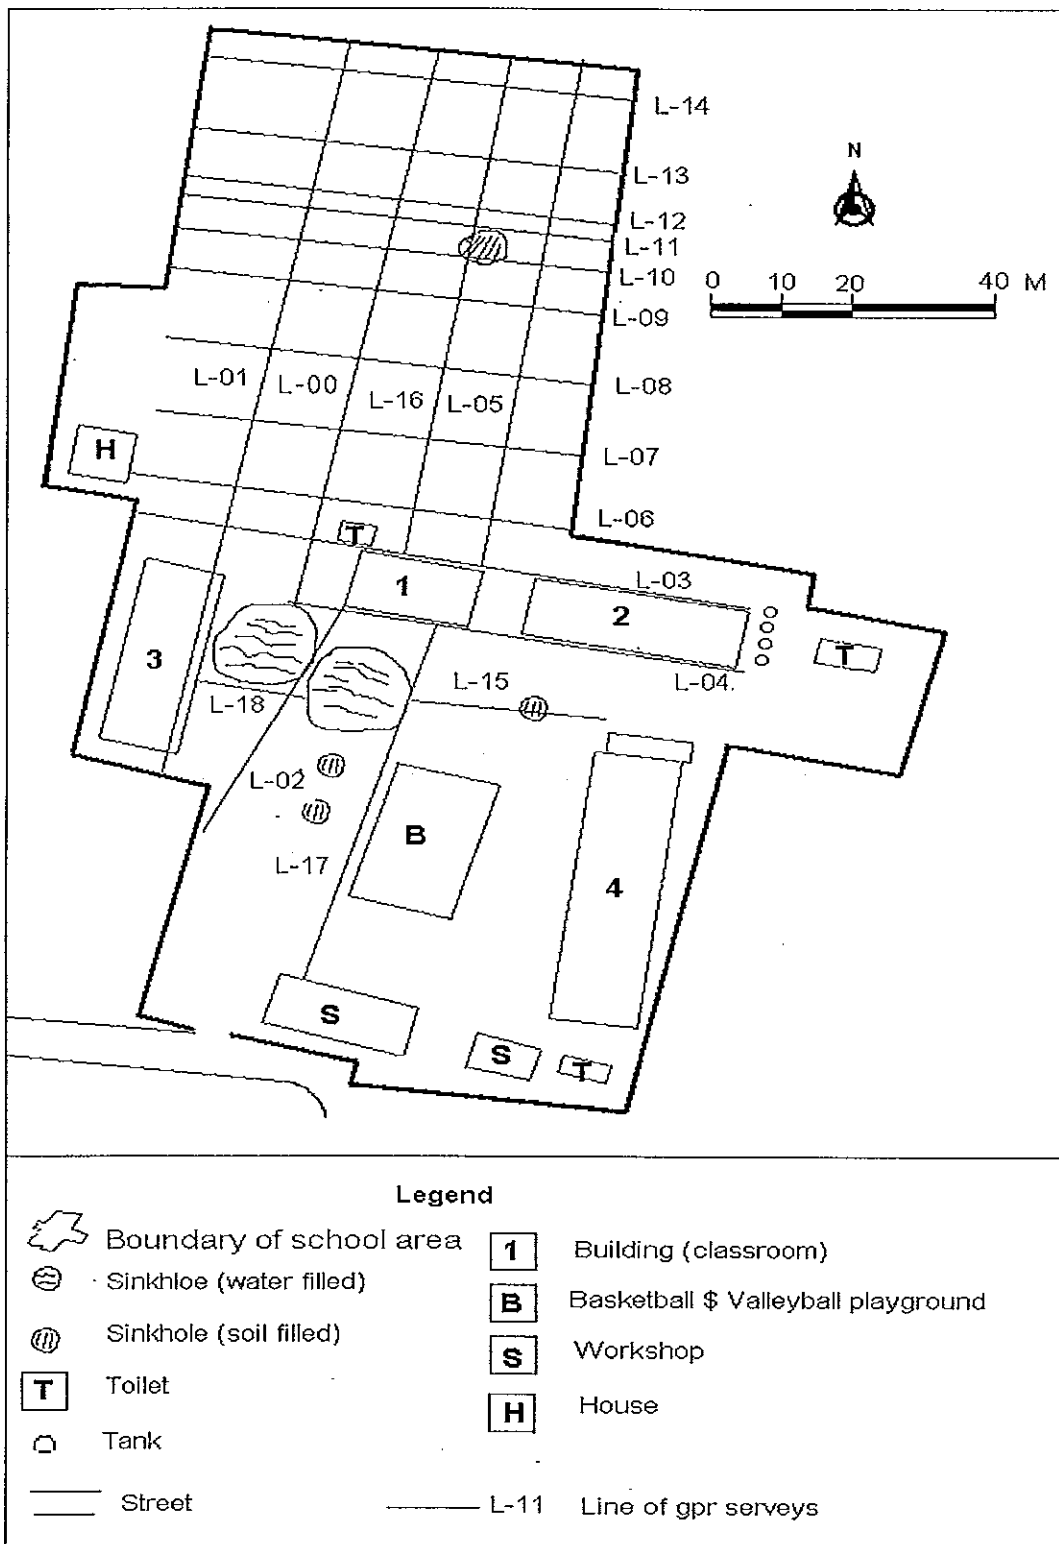 L-14
N
L-13
L-12
L-11
L-10
0 10 20 40 M
L-09
L-01 L-00 L-16 L-05 L-08
H
L-07
L-06
T
1
L-03
2
3
T
L-15
L-04.
L-18
L-02
B
L-17
4
S
S
T
Legend
Boundary of school area
1 Building (classroom)
Sinkhloe (water filled)
B Basketball $ Valleyball playground
Sinkhole (soil filled)
S Workshop
T Toilet
H House
Tank
Street
L-11 Line of gpr serveys